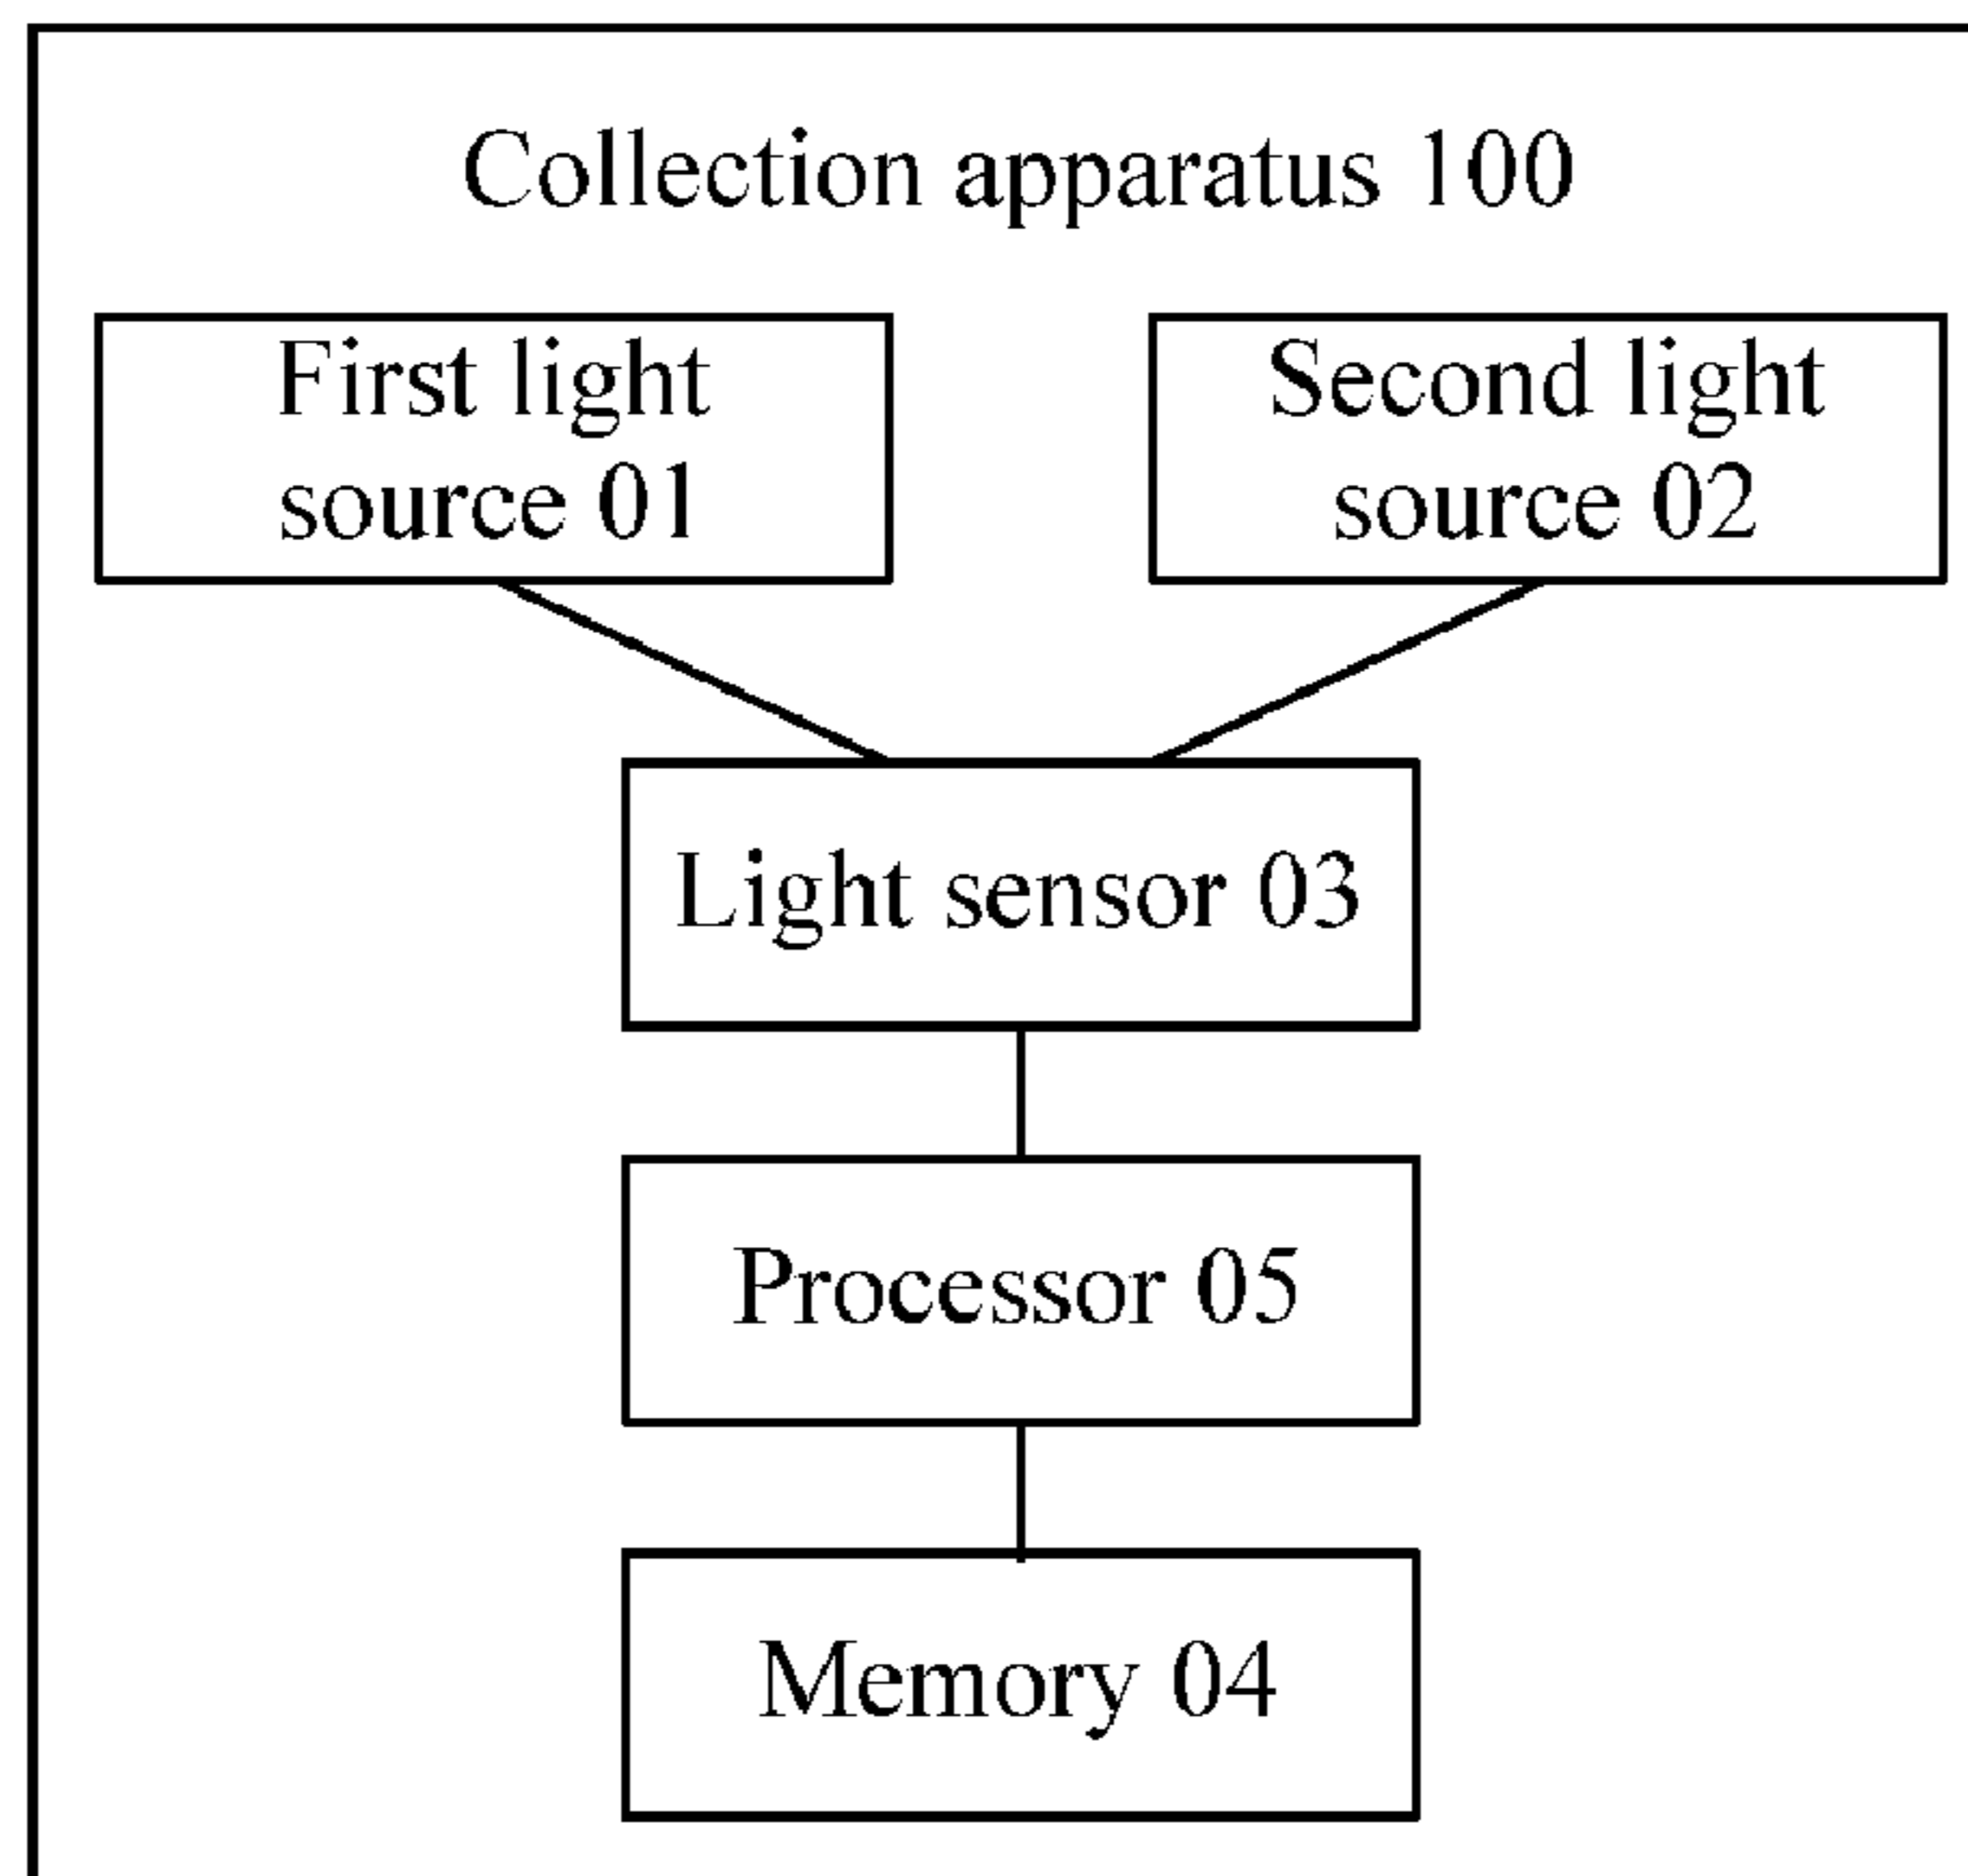 Collection apparatus 100
First light
source 01
Second light
source 02
Light sensor 03
Processor 05
Memory 04